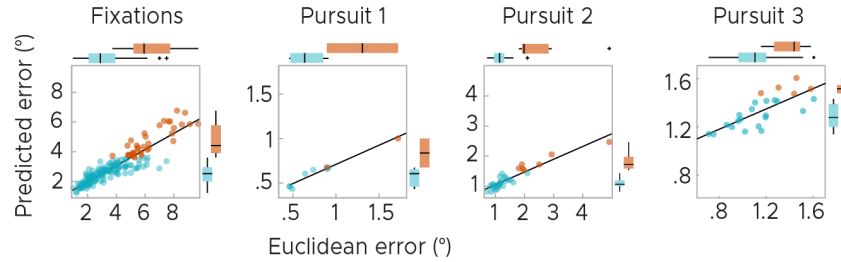 Fixations Pursuit 1 Pursuit 2 Pursuit 3
Predicted error (°)
8
6
4
2
2 4 6 8
1.5
1
.5
.5 1 1.5
4
3
2
1
1 2 3 4
1.6
1.2
.8
.8 1.2 1.6
Euclidean error (°)